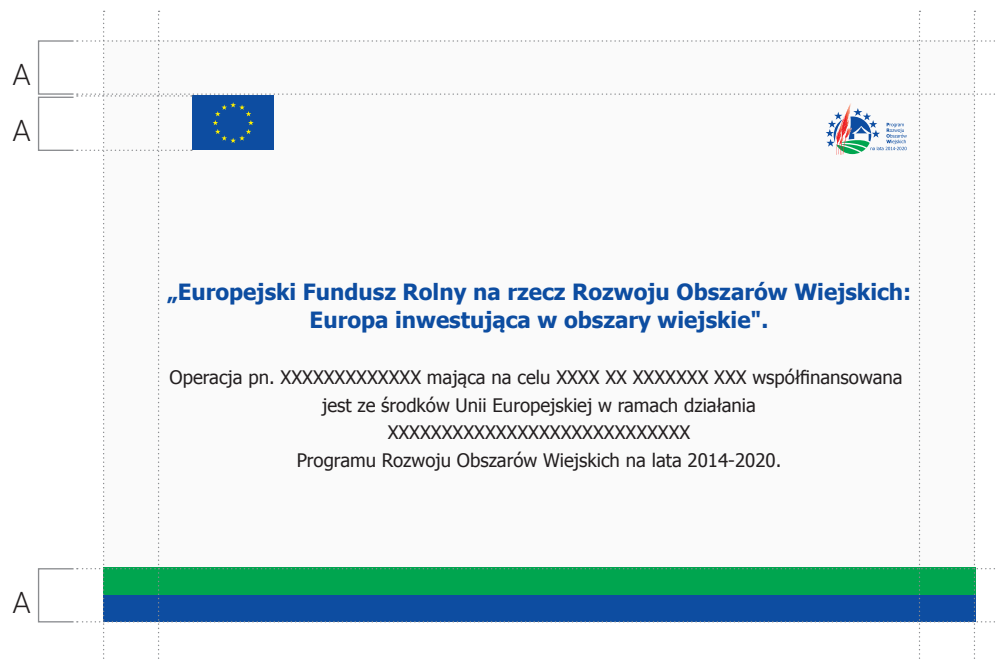 A
A
Program
Rozwoju
Obszarów
Wiejskich
na lata 2014-2020
„Europejski Fundusz Rolny na rzecz Rozwoju Obszarów Wiejskich:
Europa inwestująca w obszary wiejskie".
Operacja pn. XXXXXXXXXXXXX mająca na celu XXXX XX XXXXXXX XXX współfinansowana
jest ze środków Unii Europejskiej w ramach działania
XXXXXXXXXXXXXXXXXXXXXXXXXXXX
Programu Rozwoju Obszarów Wiejskich na lata 2014-2020.
A